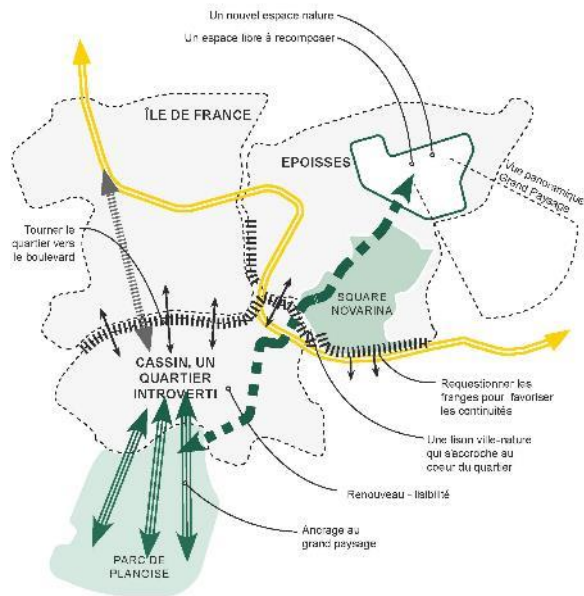 Un nouvel espace nature
Un espace libre à recomposer
ÎLE DE FRANCE
EPOISSES
Vue panoramique
Grand Paysage
Tourner le
quartier vers
le boulevard
SQUARE
NOVARINA
CASSIN, UN
QUARTIER
INTROVERTI
Requestionner les
franges pour favoriser
les continuités
Une lison ville-nature
qui s'accroche au
coeur du quartier
Renouveau - lisibilité
Ancrage au
grand paysage
PARC DE
PLANOISE